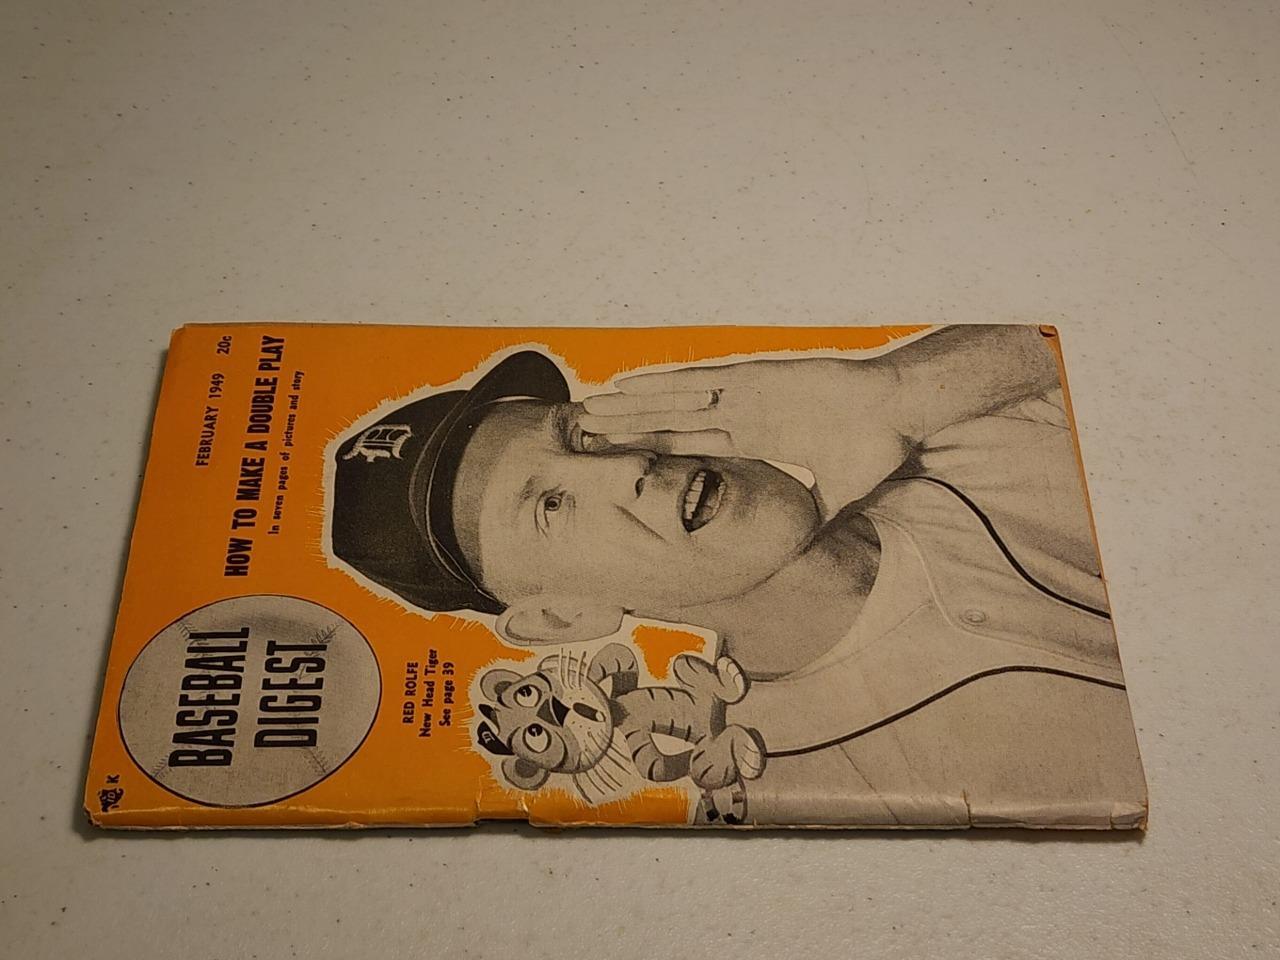 FEBRUARY 1949 20c
HOW TO MAKE A DOUBLE PLAY
In seven pages of pictures and story
BASEBALL
DIGEST
RED ROLFE
New Head Tiger
See page 39
K
D